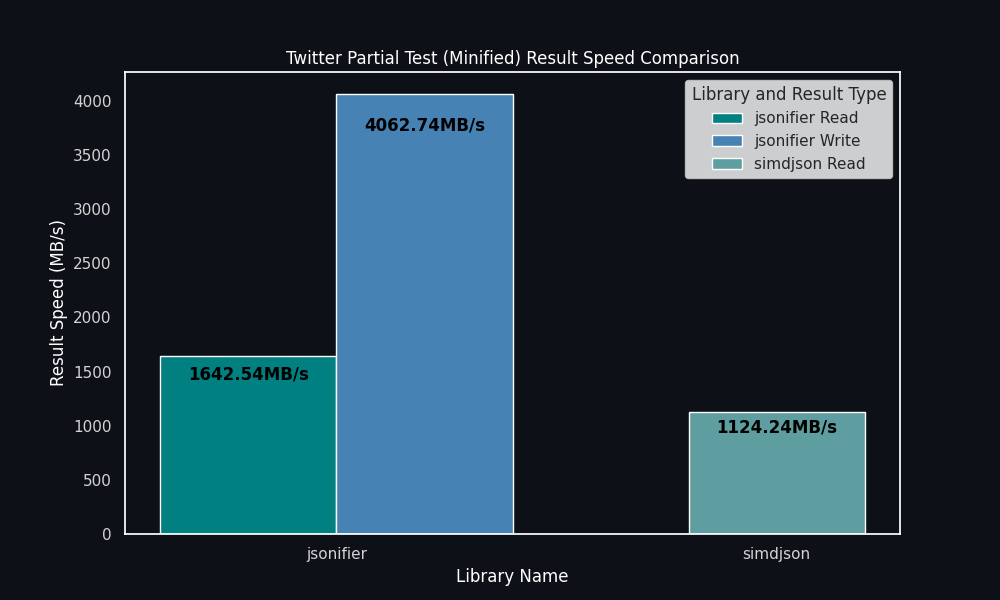 Twitter Partial Test (Minified) Result Speed Comparison
Result Speed (MB/s)
4000
3500
3000
2500
2000
1500
1000
500
0
4062.74MB/s
1642.54MB/s
1124.24MB/s
Library and Result Type
jsonifier Read
jsonifier Write
simdjson Read
jsonifier
simdjson
Library Name